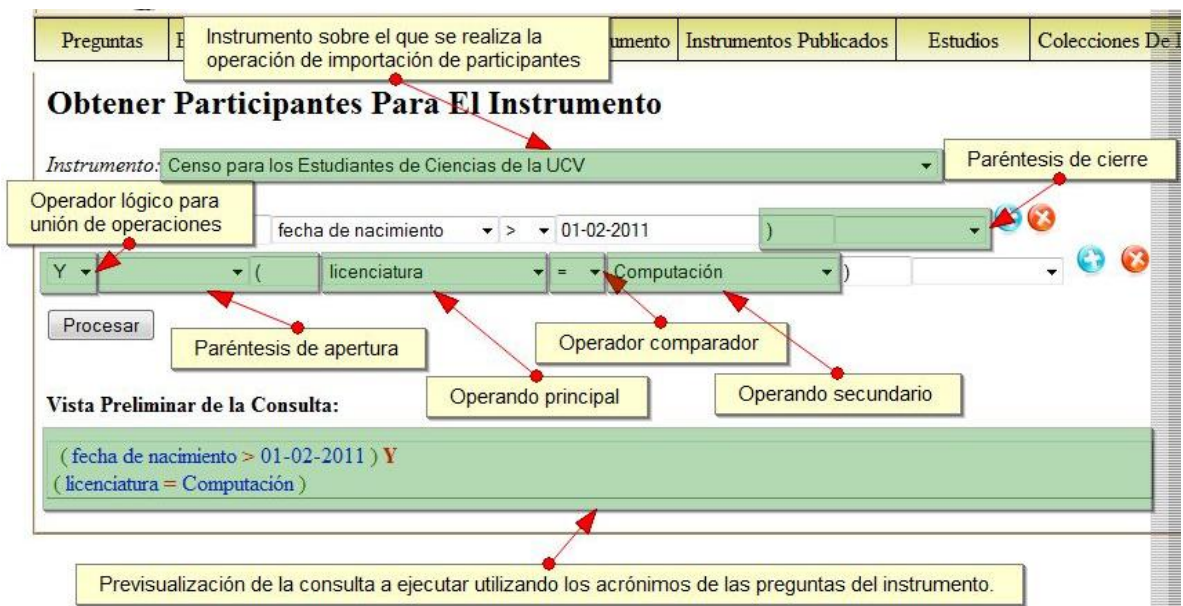 Preguntas
Instrumento sobre el que se realiza la
operación de importación de participantes
Instrumentos Publicados
Estudios
Colecciones De
Obtener Participantes Para El Instrumento
Instrumento: Censo para los Estudiantes de Ciencias de la UCV
Paréntesis de cierre
Operador lógico para
unión de operaciones
fecha de nacimiento > 01-02-2011 )
Y ( licenciatura = Computación )
Procesar
Paréntesis de apertura
Operador comparador
Operando principal
Operando secundario
Vista Preliminar de la Consulta:
( fecha de nacimiento > 01-02-2011 ) Y
( licenciatura = Computación )
Previsualización de la consulta a ejecutar utilizando los acrónimos de las preguntas del instrumento.